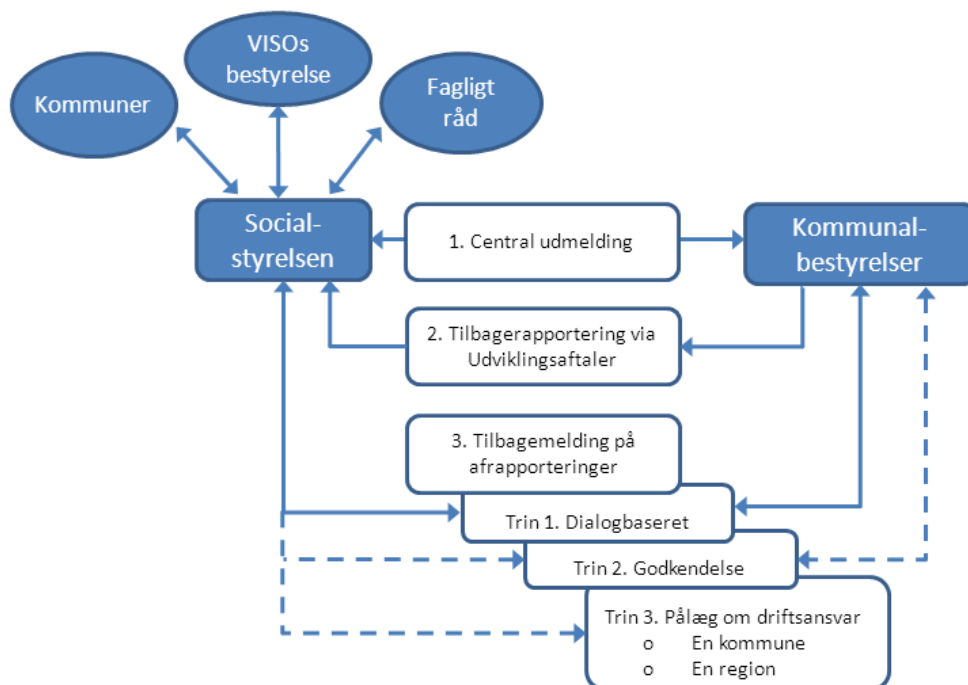 VISOs
bestyrelse
Kommuner
Fagligt
råd
Social-
styrelsen
1. Central udmelding
Kommunal-
bestyrelser
2. Tilbagerapportering via
Udviklingsaftaler
3. Tilbagemelding på
afrapporteringer
Trin 1. Dialogbaseret
Trin 2. Godkendelse
Trin 3. Pålæg om driftsansvar
o En kommune
o En region